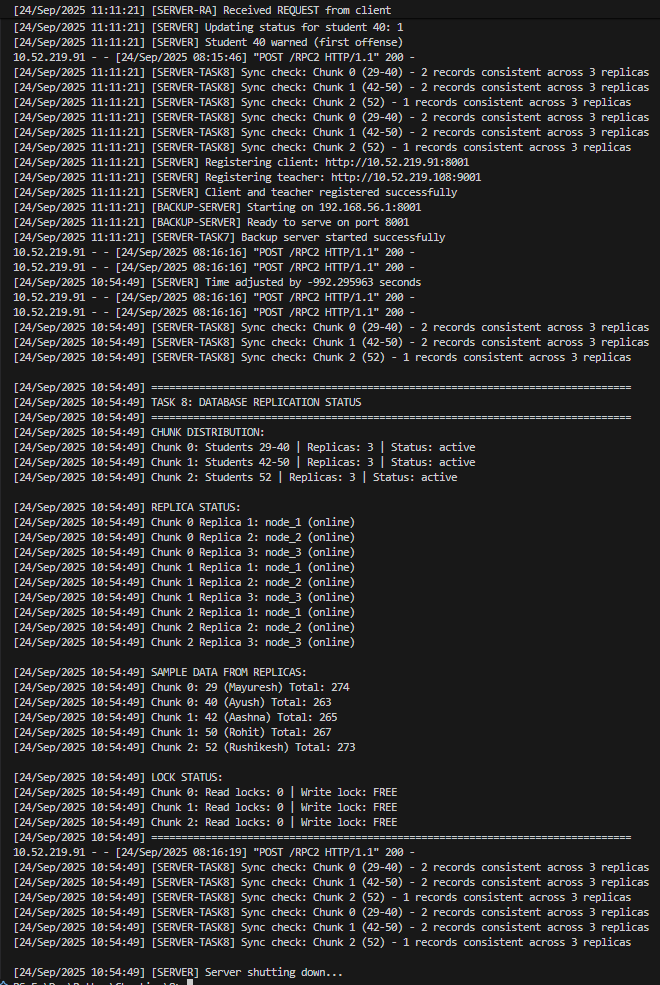 [24/Sep/2025 11:11:21] [SERVER-RA] Received REQUEST from client
[24/Sep/2025 11:11:21] [SERVER] Updating status for student 40: 1
[24/Sep/2025 11:11:21] [SERVER] Student 40 warned (first offense)
10.52.219.91 - - [24/Sep/2025 08:15:46] "POST /RPC2 HTTP/1.1" 200 -
[24/Sep/2025 11:11:21] [SERVER-TASK8] Sync check: Chunk 0 (29-40) - 2 records consistent across 3 replicas
[24/Sep/2025 11:11:21] [SERVER-TASK8] Sync check: Chunk 1 (42-50) - 2 records consistent across 3 replicas
[24/Sep/2025 11:11:21] [SERVER-TASK8] Sync check: Chunk 2 (52) - 1 records consistent across 3 replicas
[24/Sep/2025 11:11:21] [SERVER-TASK8] Sync check: Chunk 0 (29-40) - 2 records consistent across 3 replicas
[24/Sep/2025 11:11:21] [SERVER-TASK8] Sync check: Chunk 1 (42-50) - 2 records consistent across 3 replicas
[24/Sep/2025 11:11:21] [SERVER-TASK8] Sync check: Chunk 2 (52) - 1 records consistent across 3 replicas
[24/Sep/2025 11:11:21] [SERVER] Registering client: http://10.52.219.91:8001
[24/Sep/2025 11:11:21] [SERVER] Registering teacher: http://10.52.219.108:9001
[24/Sep/2025 11:11:21] [SERVER] Client and teacher registered successfully
[24/Sep/2025 11:11:21] [BACKUP-SERVER] Starting on 192.168.56.1:8001
[24/Sep/2025 11:11:21] [BACKUP-SERVER] Ready to serve on port 8001
[24/Sep/2025 11:11:21] [SERVER-TASK7] Backup server started successfully
10.52.219.91 - - [24/Sep/2025 08:16:16] "POST /RPC2 HTTP/1.1" 200 -
10.52.219.91 - - [24/Sep/2025 08:16:16] "POST /RPC2 HTTP/1.1" 200 -
[24/Sep/2025 10:54:49] [SERVER] Time adjusted by -992.295963 seconds
10.52.219.91 - - [24/Sep/2025 08:16:16] "POST /RPC2 HTTP/1.1" 200 -
10.52.219.91 - - [24/Sep/2025 08:16:16] "POST /RPC2 HTTP/1.1" 200 -
[24/Sep/2025 10:54:49] [SERVER-TASK8] Sync check: Chunk 0 (29-40) - 2 records consistent across 3 replicas
[24/Sep/2025 10:54:49] [SERVER-TASK8] Sync check: Chunk 1 (42-50) - 2 records consistent across 3 replicas
[24/Sep/2025 10:54:49] [SERVER-TASK8] Sync check: Chunk 2 (52) - 1 records consistent across 3 replicas
[24/Sep/2025 10:54:49] ================================================================================
[24/Sep/2025 10:54:49] TASK 8: DATABASE REPLICATION STATUS
[24/Sep/2025 10:54:49] ================================================================================
[24/Sep/2025 10:54:49] CHUNK DISTRIBUTION:
[24/Sep/2025 10:54:49] Chunk 0: Students 29-40 | Replicas: 3 | Status: active
[24/Sep/2025 10:54:49] Chunk 1: Students 42-50 | Replicas: 3 | Status: active
[24/Sep/2025 10:54:49] Chunk 2: Students 52 | Replicas: 3 | Status: active
[24/Sep/2025 10:54:49] REPLICA STATUS:
[24/Sep/2025 10:54:49] Chunk 0 Replica 1: node_1 (online)
[24/Sep/2025 10:54:49] Chunk 0 Replica 2: node_2 (online)
[24/Sep/2025 10:54:49] Chunk 0 Replica 3: node_3 (online)
[24/Sep/2025 10:54:49] Chunk 1 Replica 1: node_1 (online)
[24/Sep/2025 10:54:49] Chunk 1 Replica 2: node_2 (online)
[24/Sep/2025 10:54:49] Chunk 1 Replica 3: node_3 (online)
[24/Sep/2025 10:54:49] Chunk 2 Replica 1: node_1 (online)
[24/Sep/2025 10:54:49] Chunk 2 Replica 2: node_2 (online)
[24/Sep/2025 10:54:49] Chunk 2 Replica 3: node_3 (online)
[24/Sep/2025 10:54:49] SAMPLE DATA FROM REPLICAS:
[24/Sep/2025 10:54:49] Chunk 0: 29 (Mayuresh) Total: 274
[24/Sep/2025 10:54:49] Chunk 0: 40 (Ayush) Total: 263
[24/Sep/2025 10:54:49] Chunk 1: 42 (Aashna) Total: 265
[24/Sep/2025 10:54:49] Chunk 1: 50 (Rohit) Total: 267
[24/Sep/2025 10:54:49] Chunk 2: 52 (Rushikesh) Total: 273
[24/Sep/2025 10:54:49] LOCK STATUS:
[24/Sep/2025 10:54:49] Chunk 0: Read locks: 0 | Write lock: FREE
[24/Sep/2025 10:54:49] Chunk 1: Read locks: 0 | Write lock: FREE
[24/Sep/2025 10:54:49] Chunk 2: Read locks: 0 | Write lock: FREE
[24/Sep/2025 10:54:49] ================================================================================
10.52.219.91 - - [24/Sep/2025 08:16:19] "POST /RPC2 HTTP/1.1" 200 -
[24/Sep/2025 10:54:49] [SERVER-TASK8] Sync check: Chunk 0 (29-40) - 2 records consistent across 3 replicas
[24/Sep/2025 10:54:49] [SERVER-TASK8] Sync check: Chunk 1 (42-50) - 2 records consistent across 3 replicas
[24/Sep/2025 10:54:49] [SERVER-TASK8] Sync check: Chunk 2 (52) - 1 records consistent across 3 replicas
[24/Sep/2025 10:54:49] [SERVER-TASK8] Sync check: Chunk 0 (29-40) - 2 records consistent across 3 replicas
[24/Sep/2025 10:54:49] [SERVER-TASK8] Sync check: Chunk 1 (42-50) - 2 records consistent across 3 replicas
[24/Sep/2025 10:54:49] [SERVER-TASK8] Sync check: Chunk 2 (52) - 1 records consistent across 3 replicas
[24/Sep/2025 10:54:49] [SERVER] Server shutting down...